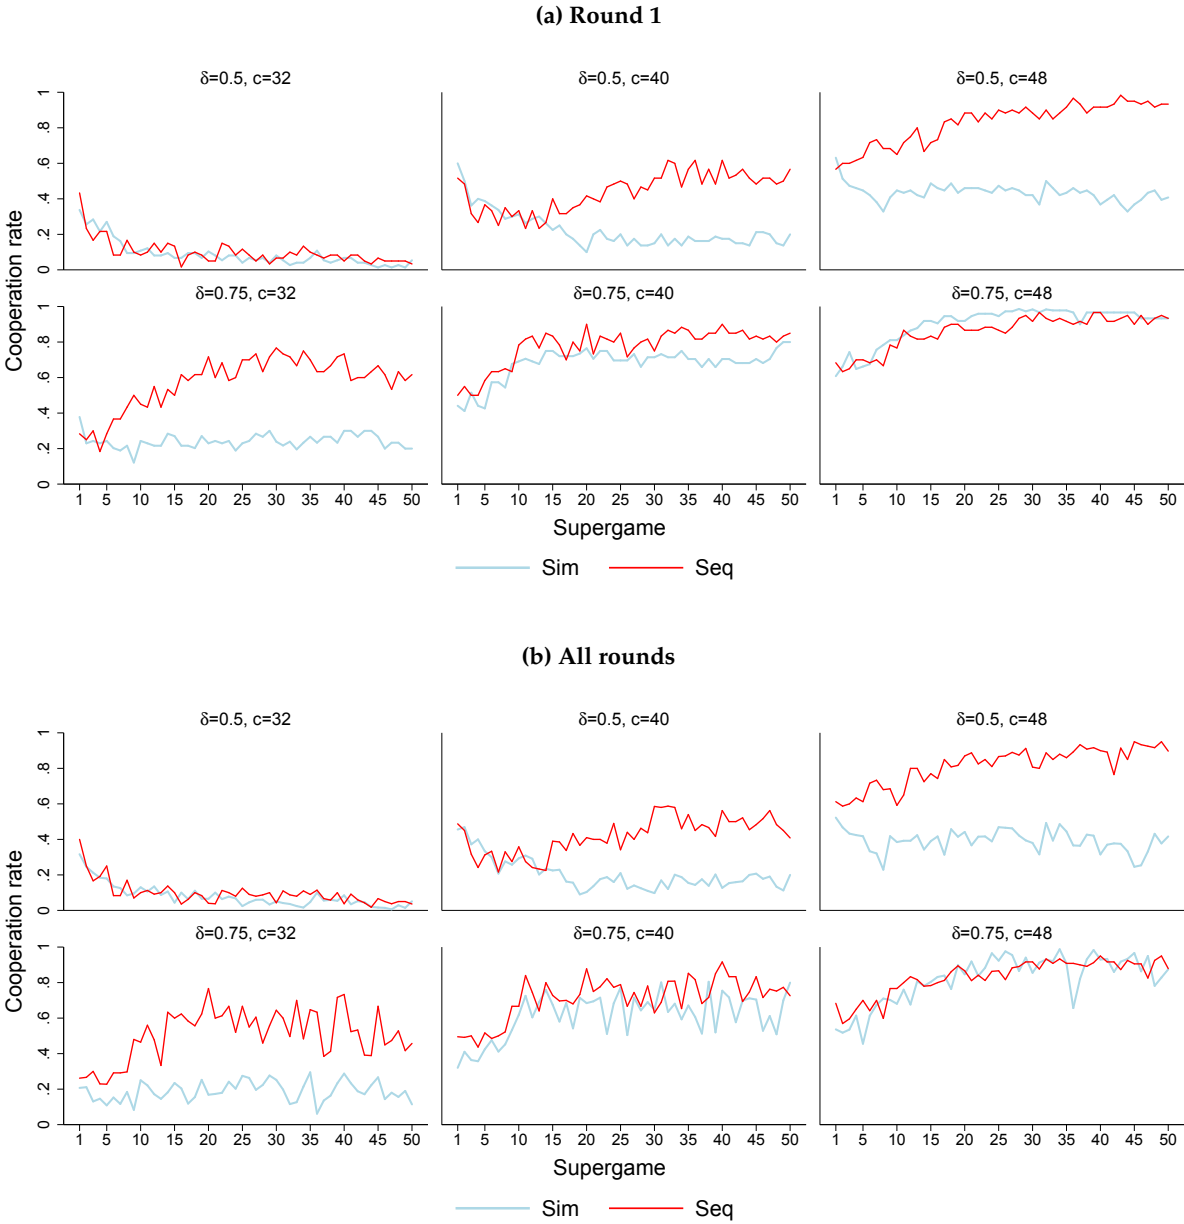 (a) Round 1
δ=0.5, c=32 δ=0.5, c=40 δ=0.5, c=48
1
.8
.6
.4
.2
0
δ=0.75, c=32 δ=0.75, c=40 δ=0.75, c=48
1
.8
.6
.4
.2
0
Cooperation rate
1 5 10 15 20 25 30 35 40 45 50 1 5 10 15 20 25 30 35 40 45 50 1 5 10 15 20 25 30 35 40 45 50
Supergame
Sim Seq
(b) All rounds
δ=0.5, c=32 δ=0.5, c=40 δ=0.5, c=48
1
.8
.6
.4
.2
0
δ=0.75, c=32 δ=0.75, c=40 δ=0.75, c=48
1
.8
.6
.4
.2
0
Cooperation rate
1 5 10 15 20 25 30 35 40 45 50 1 5 10 15 20 25 30 35 40 45 50 1 5 10 15 20 25 30 35 40 45 50
Supergame
Sim Seq